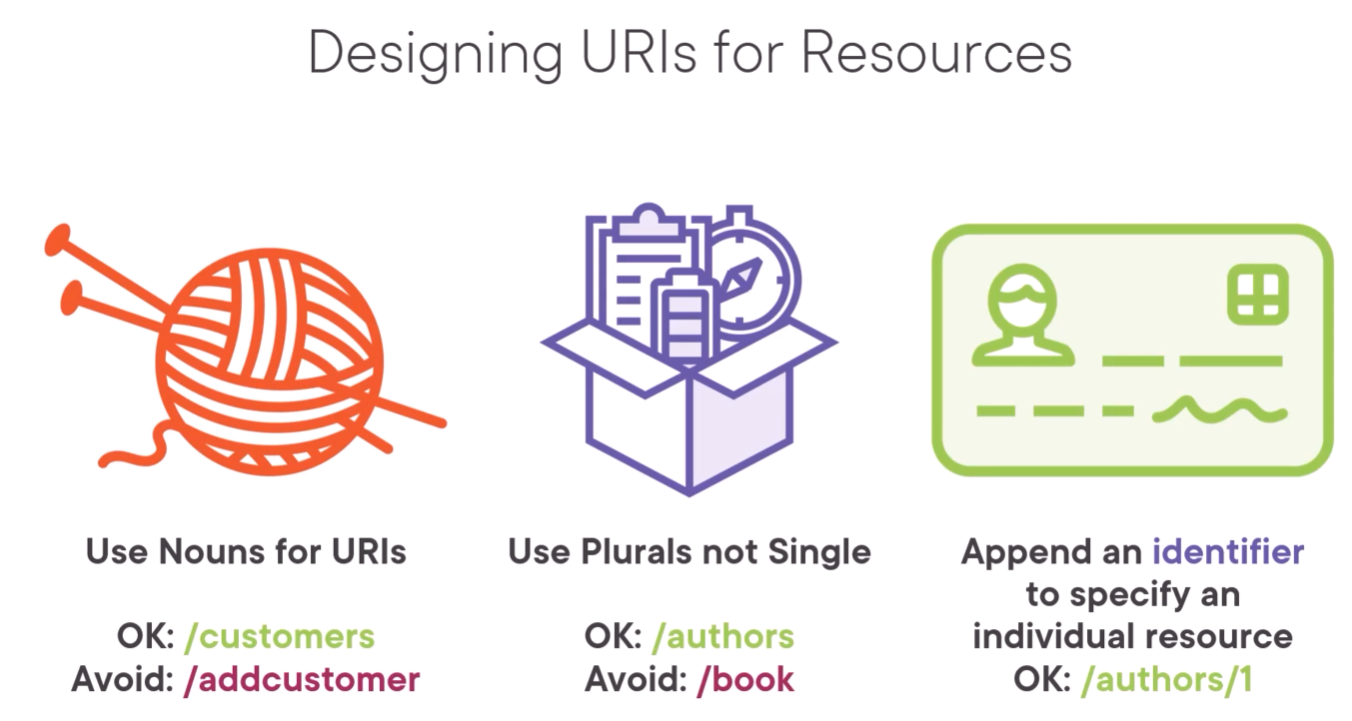 Designing URIs for Resources
Use Nouns for URIs
OK: /customers
Avoid: /addcustomer
Use Plurals not Single
OK: /authors
Avoid: /book
Append an identifier
to specify an
individual resource
OK: /authors/1